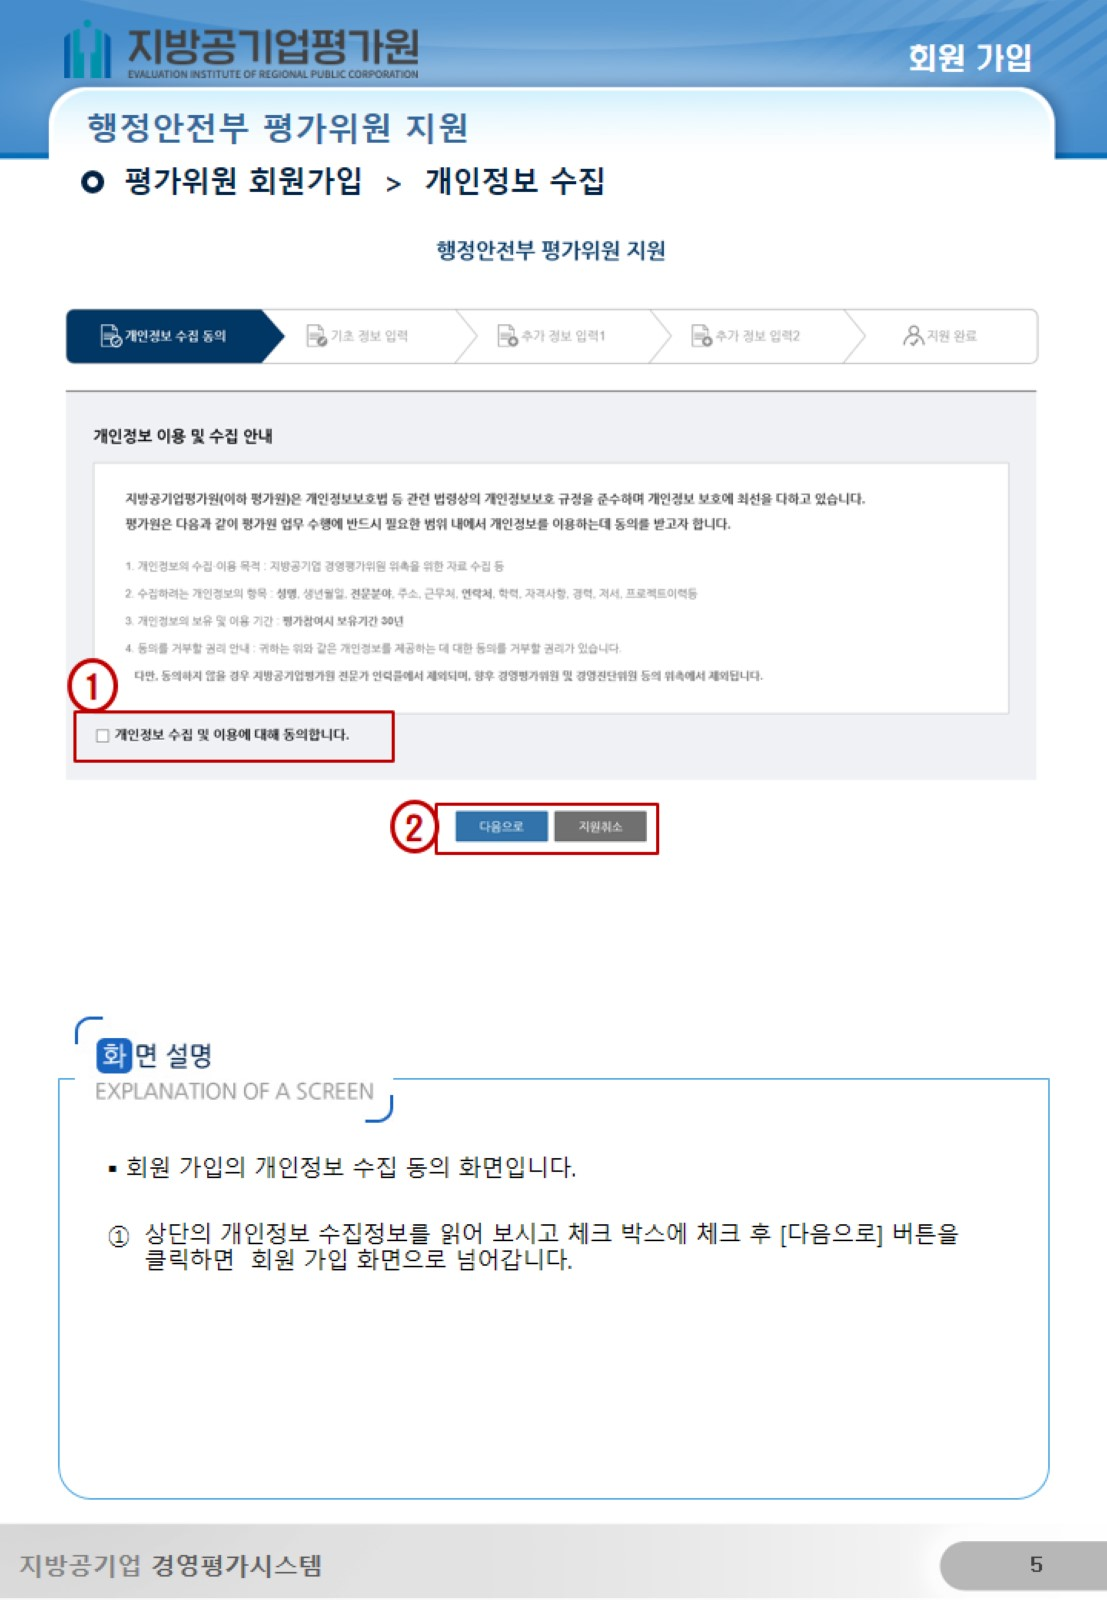 지방공기업평가원
EVALUATION INSTITUTE OF REGIONAL PUBLIC CORPORATION
회원 가입
행정안전부 평가위원 지원
평가위원 회원가입 > 개인정보 수집
행정안전부 평가위원 지원
개인정보 수집 동의
기초 정보 입력
추가 정보 입력1
추가 정보 입력2
지원 완료
개인정보 이용 및 수집 안내
지방공기업평가원(이하 평가원)은 개인정보보호법 등 관련 법령상의 개인정보보호 규정을 준수하며 개인정보 보호에 최선을 다하고 있습니다.
평가원은 다음과 같이 평가원 업무 수행에 반드시 필요한 범위 내에서 개인정보를 이용하는데 동의를 받고자 합니다.
1. 개인정보의 수집·이용 목적 : 지방공기업 경영평가위원 위촉을 위한 자료 수집 등
2. 수집하려는 개인정보의 항목 : 성명, 생년월일, 전문분야, 주소, 근무처, 연락처, 학력, 자격사항, 경력, 저서, 프로젝트이력등
3. 개인정보의 보유 및 이용 기간 : 평가참여시 보유기간 30년
4. 동의를 거부할 권리 안내 : 귀하는 위와 같은 개인정보를 제공하는 데 대한 동의를 거부할 권리가 있습니다.
다만, 동의하지 않을 경우 지방공기업평가원 전문가 인력풀에서 제외되며, 향후 경영평가위원 및 경영진단위원 등의 위촉에서 제외됩니다.
1
개인정보 수집 및 이용에 대해 동의합니다.
2
다음으로
지원취소
화면 설명
EXPLANATION OF A SCREEN
▪ 회원 가입의 개인정보 수집 동의 화면입니다.
① 상단의 개인정보 수집정보를 읽어 보시고 체크 박스에 체크 후 [다음으로] 버튼을
클릭하면 회원 가입 화면으로 넘어갑니다.
지방공기업 경영평가시스템
5